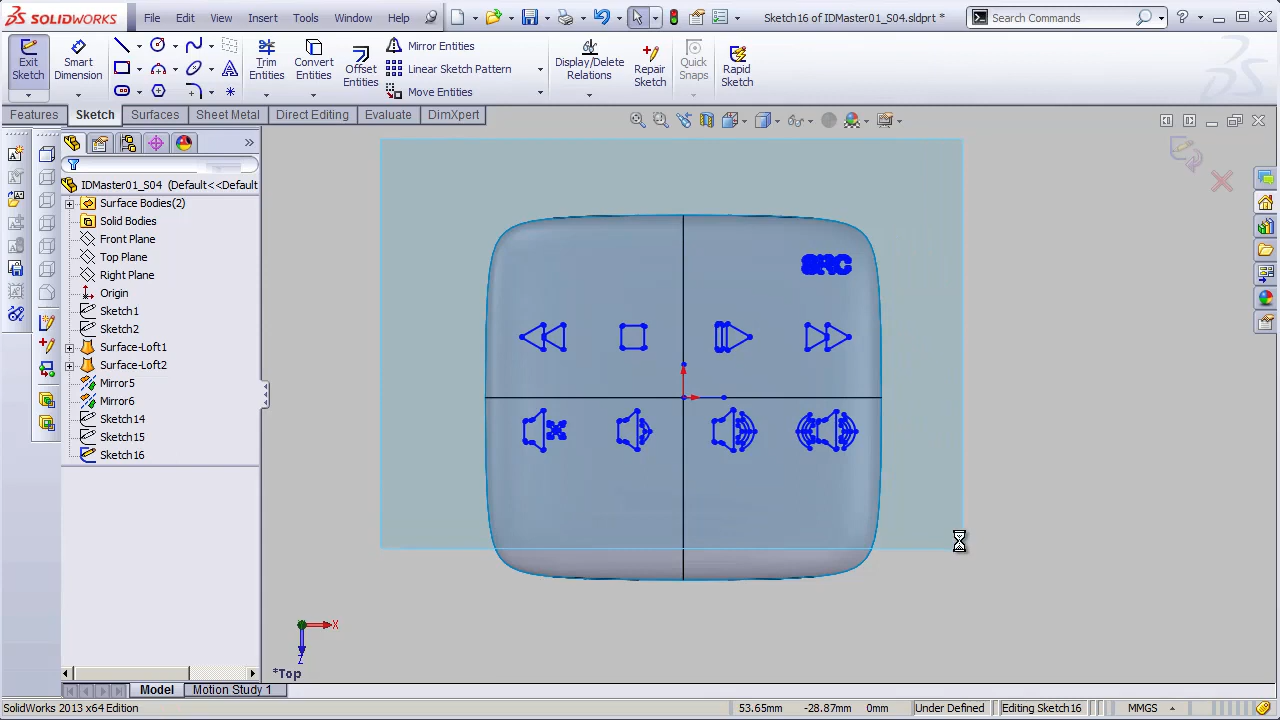 SOLIDWORKS File Edit View Insert Tools Window Help sketch16 of IDMaster01_S04.sldprt * Search Commands
Exit Sketch Smart Dimension Trim Entities Convert Entities Offset Entities Mirror Entities Linear Sketch Pattern Move Entities Display/Delete Relations Repair Sketch Quick Snaps Rapid Sketch
Features Sketch Surfaces Sheet Metal Direct Editing Evaluate DimXpert
IDMaster01_S04 (Default<<Default
Surface Bodies(2)
Solid Bodies
Front Plane
Top Plane
Right Plane
Origin
Sketch1
Sketch2
Surface-Loft1
Surface-Loft2
Mirror5
Mirror6
Sketch14
Sketch15
Sketch16
SRC
X
Z
*Top
Model Motion Study 1
SolidWorks 2013 x64 Edition 53.65mm -28.87mm 0mm Under Defined Editing Sketch16 MMGS